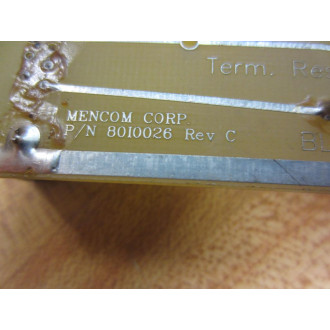 Term. Re
MENCOM CORP
P/N 8010026 Rev C